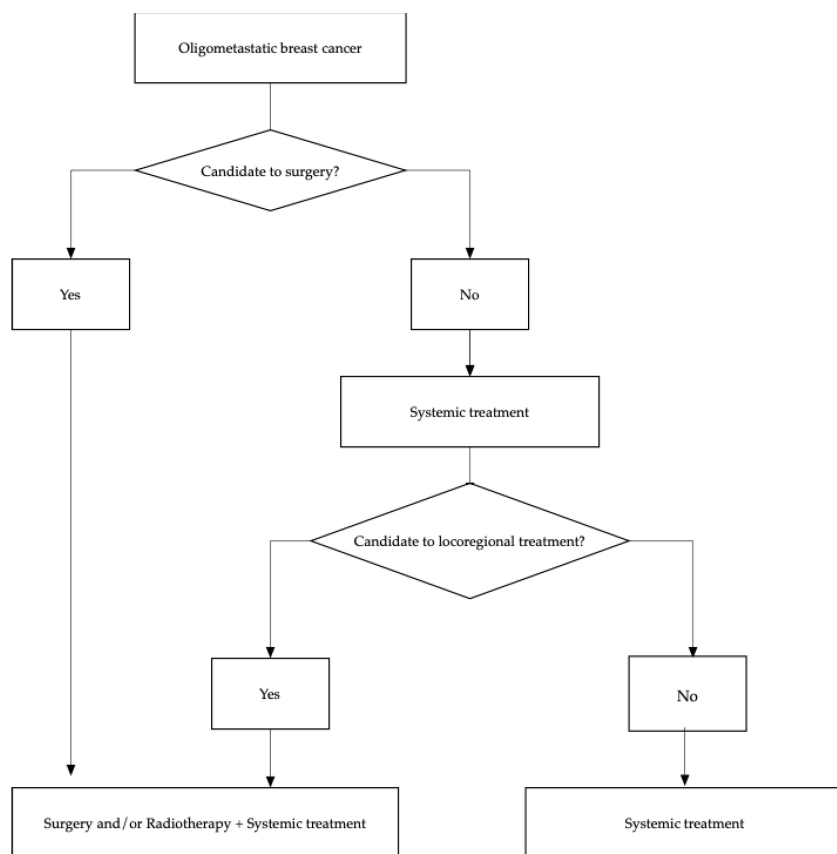 Oligometastatic breast cancer
Candidate to surgery?
Yes
No
Systemic treatment
Candidate to locoregional treatment?
Yes
No
Surgery and/or Radiotherapy + Systemic treatment
Systemic treatment